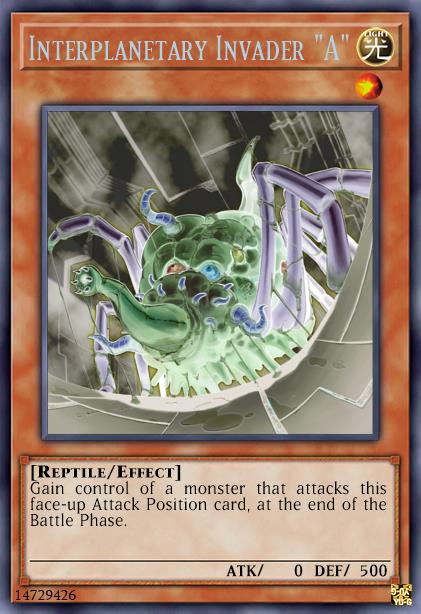 INTERPLANETARY INVADER "A"
LIGHT
光
[REPTILE/EFFECT]
Gain control of a monster that attacks this
face-up Attack Position card, at the end of the
Battle Phase.
ATK/ 0 DEF/ 500
14729426